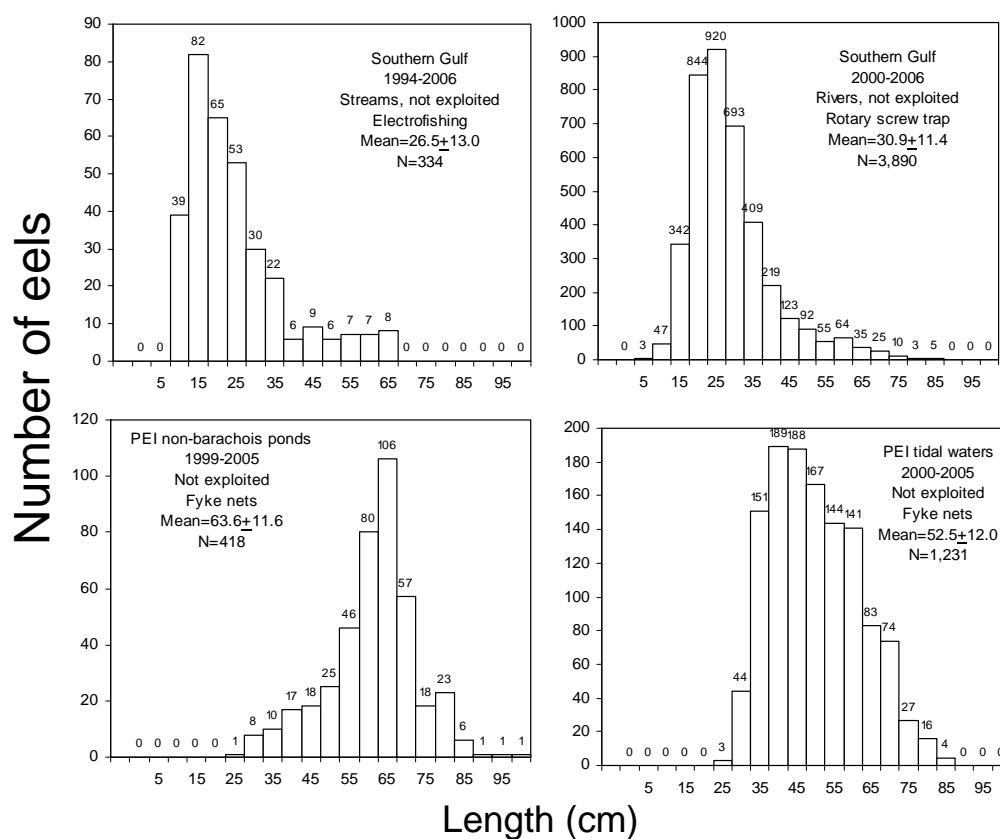 Number of eels
Southern Gulf
1994-2006
Streams, not exploited
Electrofishing
Mean=26.5±13.0
N=334
90
80
70
60
50
40
30
20
10
0
0 0 39 82 65 53 30 22 6 9 6 7 7 8 0 0 0 0 0 0 0
5 15 25 35 45 55 65 75 85 95
Southern Gulf
2000-2006
Rivers, not exploited
Rotary screw trap
Mean=30.9±11.4
N=3,890
1000
900
800
700
600
500
400
300
200
100
0
0 3 47 342 844 920 693 409 219 123 92 55 64 35 25 10 3 5 0 0 0
5 15 25 35 45 55 65 75 85 95
PEI non-barachois ponds
1999-2005
Not exploited
Fyke nets
Mean=63.6±11.6
N=418
120
100
80
60
40
20
0
0 0 0 0 0 1 8 10 17 18 25 46 80 106 57 18 23 6 1 1 1
5 15 25 35 45 55 65 75 85 95
PEI tidal waters
2000-2005
Not exploited
Fyke nets
Mean=52.5±12.0
N=1,231
200
180
160
140
120
100
80
60
40
20
0
0 0 0 0 0 3 44 151 189 188 167 144 141 83 74 27 16 4 0 0 0
5 15 25 35 45 55 65 75 85 95
Length (cm)